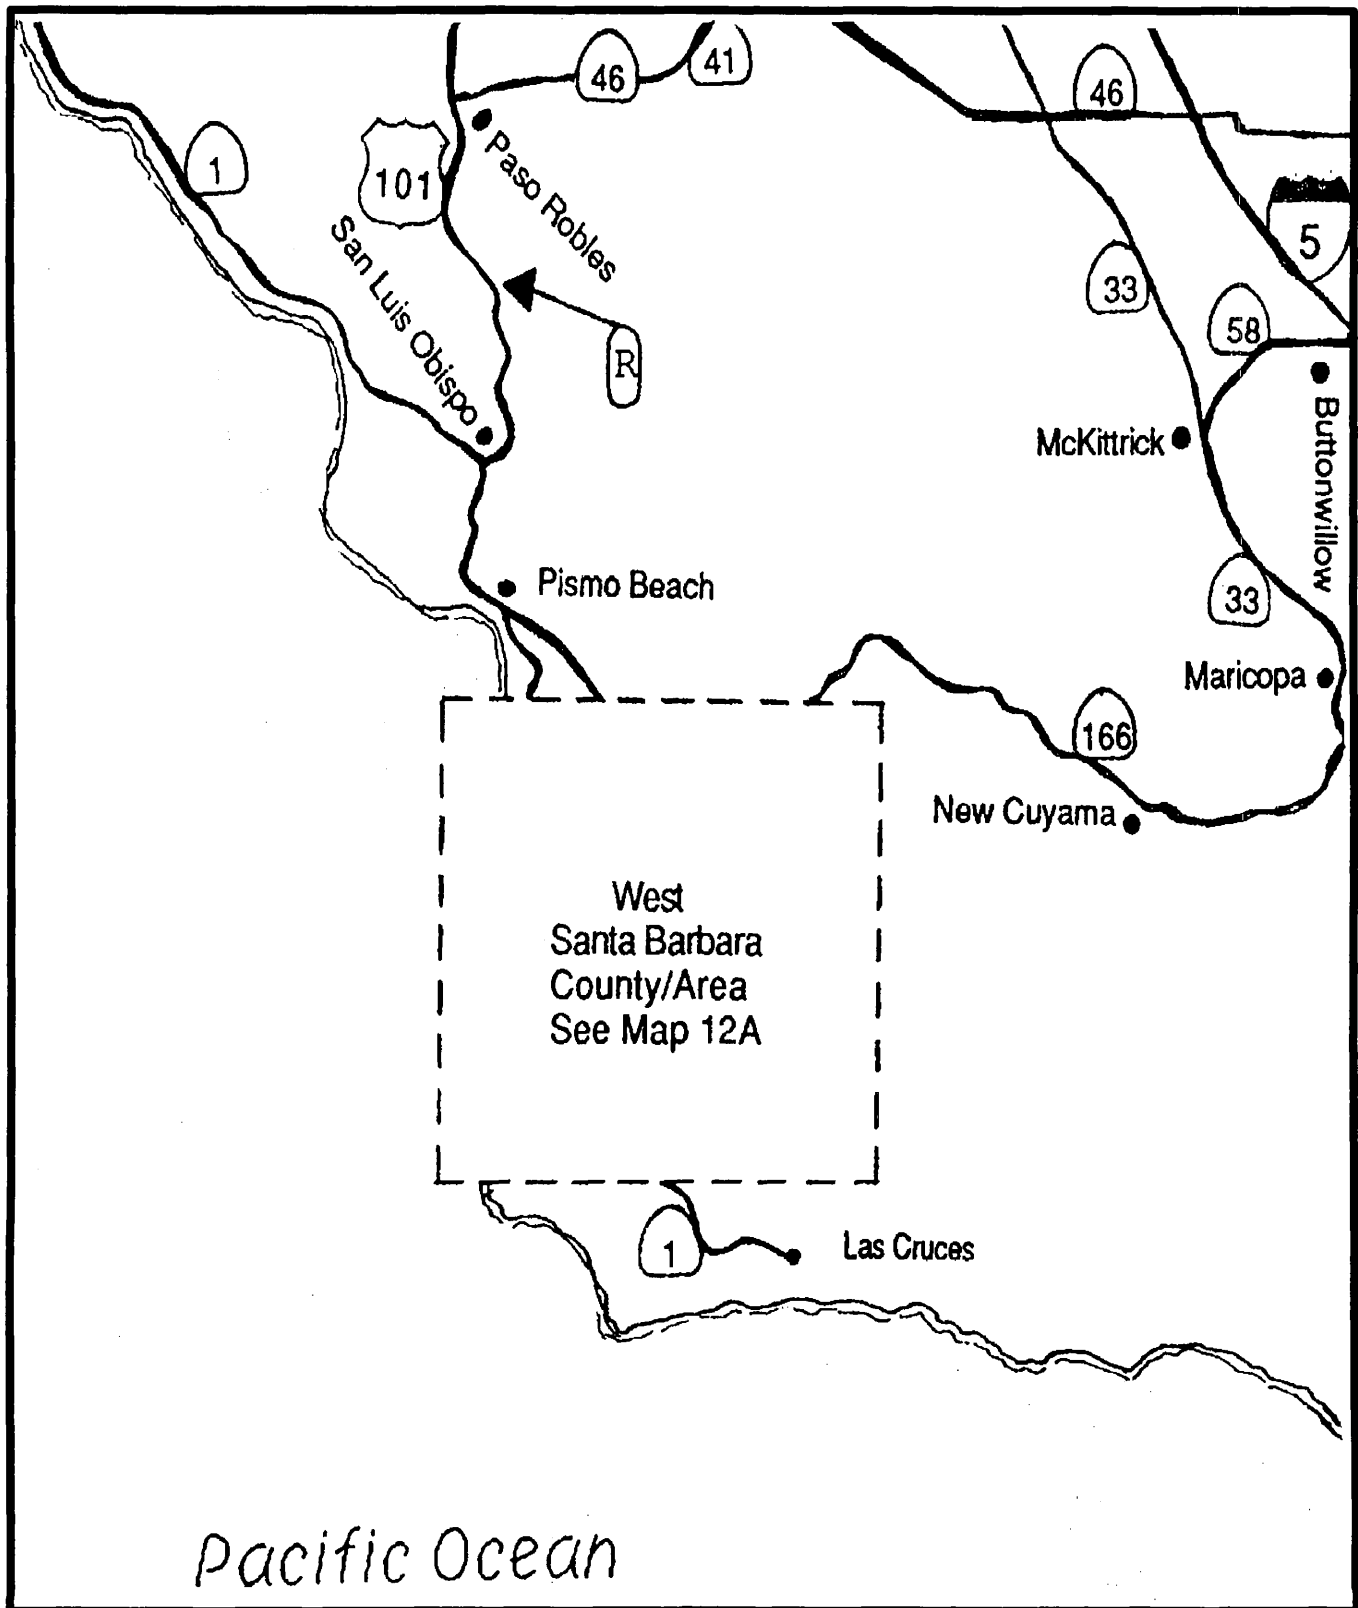 46
41
46
1
101
Paso Robles
San Luis Obispo
5
33
58
R
McKittrick
Buttonwillow
Pismo Beach
33
Maricopa
166
New Cuyama
West
Santa Barbara
County/Area
See Map 12A
1
Las Cruces
Pacific Ocean